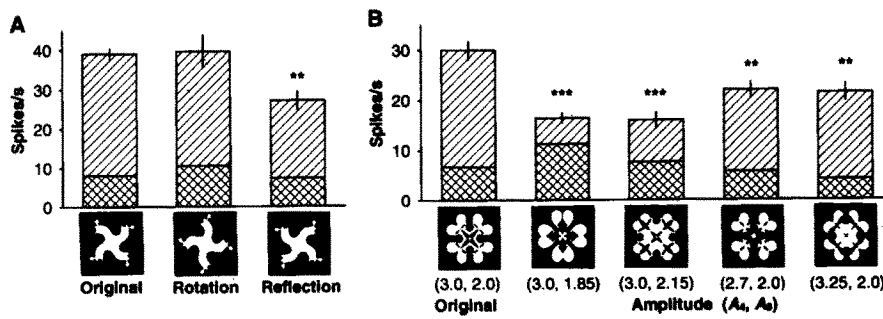 A
Spikes/s
40
30
20
10
0
**
Original Rotation Reflection
B
Spikes/s
30
20
10
0
***
***
**
**
(3.0, 2.0) (3.0, 1.85) (3.0, 2.15) (2.7, 2.0) (3.25, 2.0)
Original Amplitude (A₄, A₈)